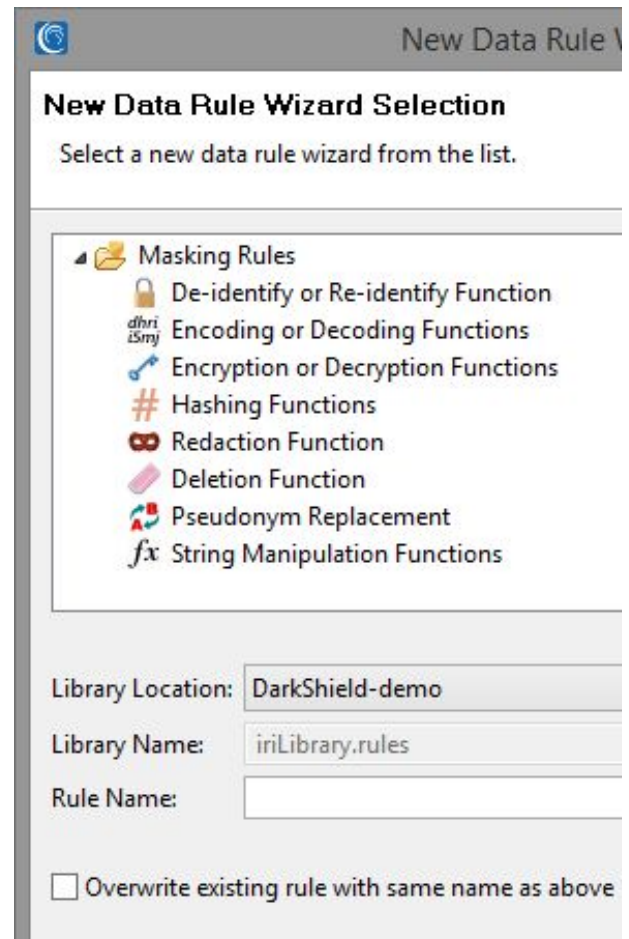 New Data Rule
New Data Rule Wizard Selection
Select a new data rule wizard from the list.
Masking Rules
De-identify or Re-identify Function
dhri
iSmj
Encoding or Decoding Functions
Encryption or Decryption Functions
# Hashing Functions
Redaction Function
Deletion Function
A B Pseudonym Replacement
fx String Manipulation Functions
Library Location: DarkShield-demo
Library Name: iriLibrary.rules
Rule Name:
Overwrite existing rule with same name as above